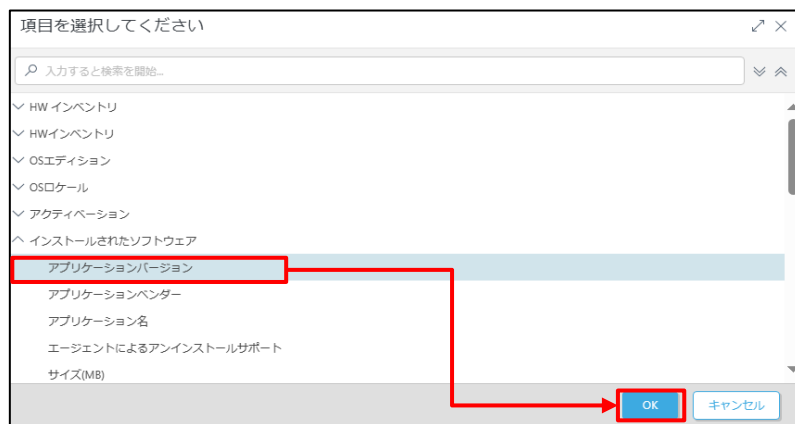 項目を選択してください
入力すると検索を開始...
HW インベントリ
HWインベントリ
OSエディション
OSロケール
アクティベーション
インストールされたソフトウェア
アプリケーションバージョン
アプリケーションベンダー
アプリケーション名
エージェントによるアンインストールサポート
サイズ(MB)
OK キャンセル